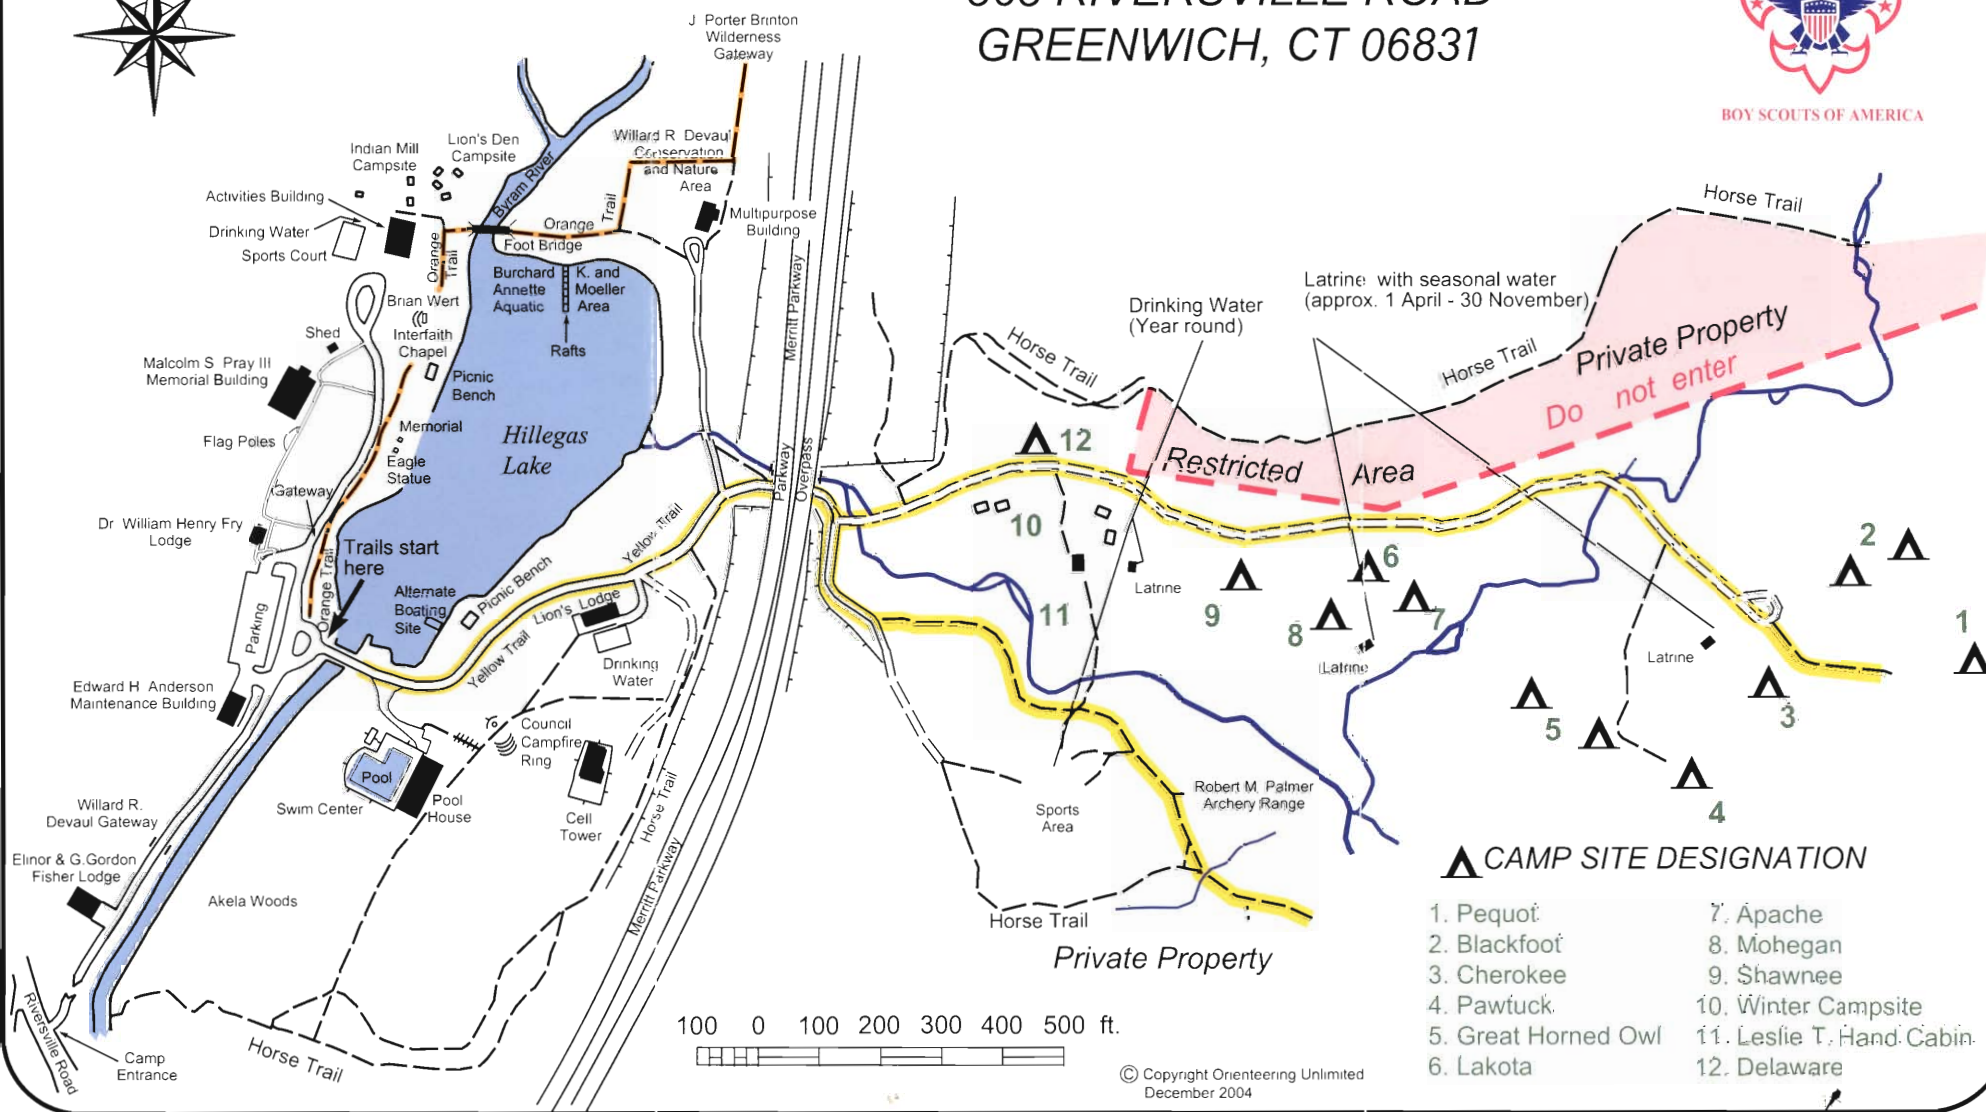 GREENWICH, CT 06831
BOY SCOUTS OF AMERICA
J Porter Brinton
Wilderness
Gateway
Willard R Devaul
Conservation
and Nature
Area
Lion's Den
Campsite
Indian Mill
Campsite
Activities Building
Drinking Water
Sports Court
Byram River
Orange
Trail
Foot Bridge
Orange
Trail
Multipurpose
Building
Burchard
Annette
Aquatic
K. and
Moeller
Area
Rafts
Brian Wert
Interfaith
Chapel
Shed
Malcolm S Pray III
Memorial Building
Picnic
Bench
Flag Poles
Memorial
Eagle
Statue
Hillegas
Lake
Gateway
Dr William Henry Fry
Lodge
Trails start
here
Orange Trail
Alternate
Boating
Site
Picnic Bench
Yellow Trail
Lion's Lodge
Yellow Trail
Drinking
Water
Parking
Edward H Anderson
Maintenance Building
Council
Campfire
Ring
Pool
Swim Center
Pool
House
Cell
Tower
Horse Trail
Merritt Parkway
Willard R.
Devaul Gateway
Elinor & G.Gordon
Fisher Lodge
Akela Woods
Riversville Road
Camp
Entrance
Horse Trail
Merritt Parkway
Parkway
Overpass
Horse Trail
Drinking Water
(Year round)
Latrine with seasonal water
(approx. 1 April - 30 November)
Horse Trail
Horse Trail
Private Property
Do not enter
Restricted Area
12
10
11
Latrine
9
8
6
7
Latrine
5
4
3
2
1
Latrine
Sports
Area
Robert M. Palmer
Archery Range
Horse Trail
Private Property
100 0 100 200 300 400 500 ft.
© Copyright Orienteering Unlimited
December 2004
CAMP SITE DESIGNATION
1. Pequot
2. Blackfoot
3. Cherokee
4. Pawtuck
5. Great Horned Owl
6. Lakota
7. Apache
8. Mohegan
9. Shawnee
10. Winter Campsite
11. Leslie T. Hand Cabin
12. Delaware